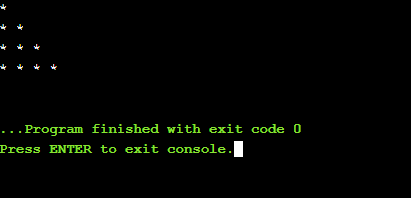 *
* *
* * *
* * * *
...Program finished with exit code 0
Press ENTER to exit console.